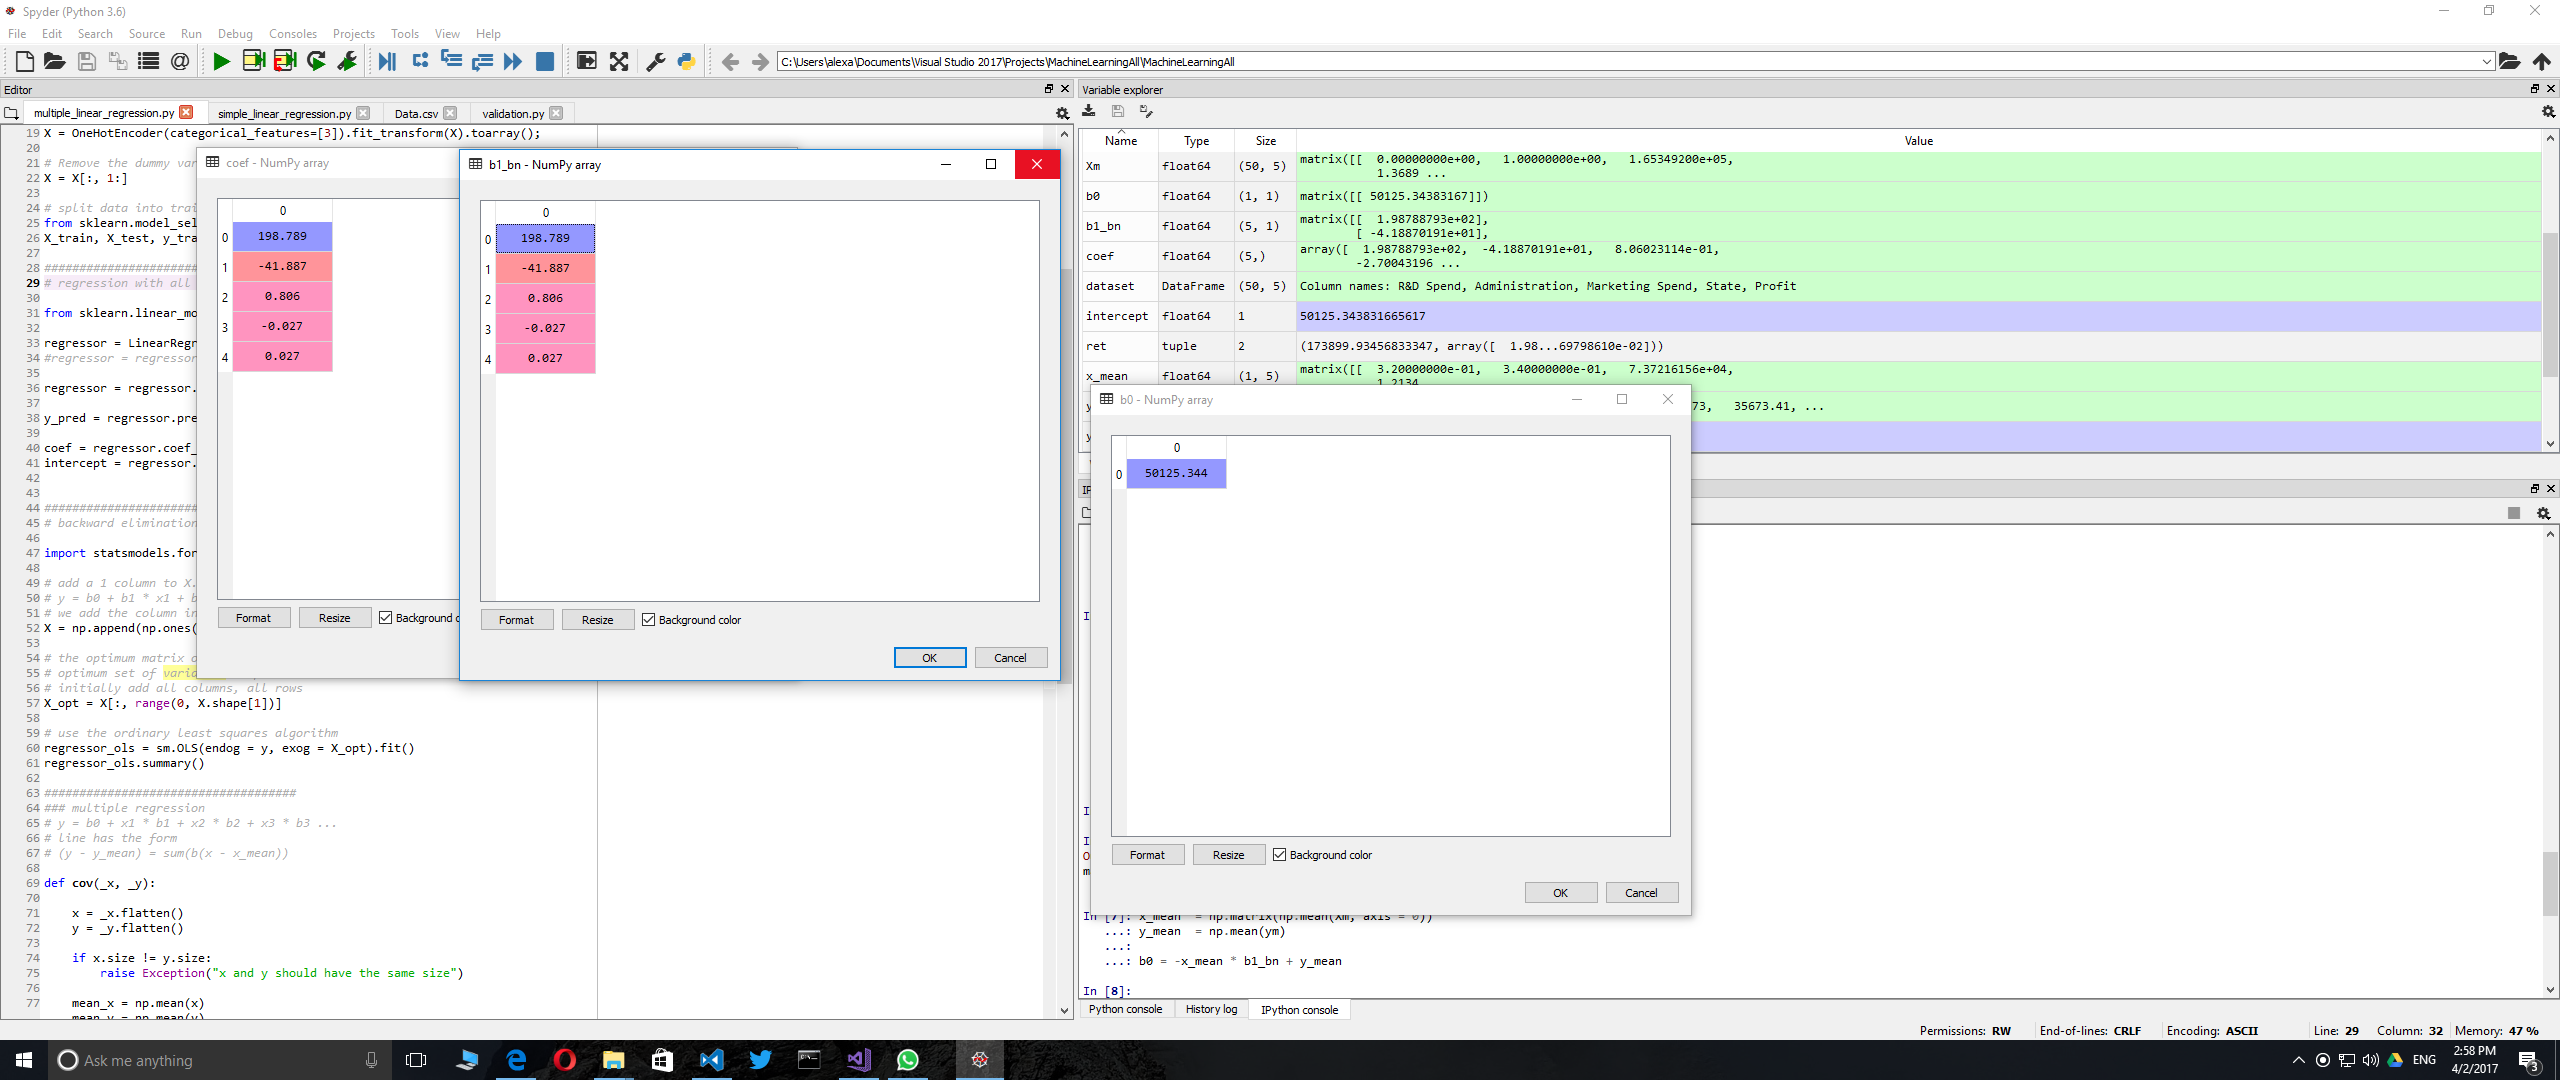 Spyder (Python 3.6)
File Edit Search Source Run Debug Consoles Projects Tools View Help
C:\Users\alexa\Documents\Visual Studio 2017\Projects\MachineLearningAll\MachineLearningAll
Editor
multiple_linear_regression.py simple_linear_regression.py Data.csv validation.py
19 X = OneHotEncoder(categorical_features=[3]).fit_transform(X).toarray();
20
21 # Remove the dummy var
22 X = X[:, 1:]
23
24 # split data into trai
25 from sklearn.model_sel
26 X_train, X_test, y_tra
27
28 ######################
29 # regression with all
30
31 from sklearn.linear_mo
32
33 regressor = LinearRegr
34 #regressor = regressor
35
36 regressor = regressor.
37
38 y_pred = regressor.pre
39
40 coef = regressor.coef_
41 intercept = regressor.
42
43
44 ######################
45 # backward elimination
46
47 import statsmodels.for
48
49 # add a 1 column to X.
50 # y = b0 + b1 * x1 + b
51 # we add the column in
52 X = np.append(np.ones(
53
54 # the optimum matrix o
55 # optimum set of varia
56 # initially add all columns, all rows
57 X_opt = X[:, range(0, X.shape[1])]
58
59 # use the ordinary least squares algorithm
60 regressor_ols = sm.OLS(endog = y, exog = X_opt).fit()
61 regressor_ols.summary()
62
63 ####################################
64 ### multiple regression
65 # y = b0 + x1 * b1 + x2 * b2 + x3 * b3 ...
66 # line has the form
67 # (y - y_mean) = sum(b(x - x_mean))
68
69 def cov(_x, _y):
70
71 x = _x.flatten()
72 y = _y.flatten()
73
74 if x.size != y.size:
75 raise Exception("x and y should have the same size")
76
77 mean_x = np.mean(x)
mean_y = np.mean(y)
coef - NumPy array
0
0 198.789
1 -41.887
2 0.806
3 -0.027
4 0.027
Format Resize Background c
b1_bn - NumPy array
0
0 198.789
1 -41.887
2 0.806
3 -0.027
4 0.027
Format Resize Background color
OK Cancel
Variable explorer
Name Type Size Value
Xm float64 (50, 5) matrix([[ 0.00000000e+00, 1.00000000e+00, 1.65349200e+05,
1.3689 ...
b0 float64 (1, 1) matrix([[ 50125.34383167]])
b1_bn float64 (5, 1) matrix([[ 1.98788793e+02],
[ -4.18870191e+01],
coef float64 (5,) array([ 1.98788793e+02, -4.18870191e+01, 8.06023114e-01,
-2.70043196 ...
dataset DataFrame (50, 5) Column names: R&D Spend, Administration, Marketing Spend, State, Profit
intercept float64 1 50125.343831665617
ret tuple 2 (173899.93456833347, array([ 1.98...69798610e-02]))
x_mean float64 (1, 5) matrix([[ 3.20000000e-01, 3.40000000e-01, 7.37216156e+04,
1.2134
73, 35673.41, ...
b0 - NumPy array
0
0 50125.344
Format Resize Background color
OK Cancel
In [7]: x_mean = np.matrix(np.mean(Xm, axis = 0))
...: y_mean = np.mean(ym)
...:
...: b0 = -x_mean * b1_bn + y_mean
In [8]:
Python console History log IPython console
Permissions: RW End-of-lines: CRLF Encoding: ASCII Line: 29 Column: 32 Memory: 47 %
Ask me anything
ENG
2:58 PM
4/2/2017
3